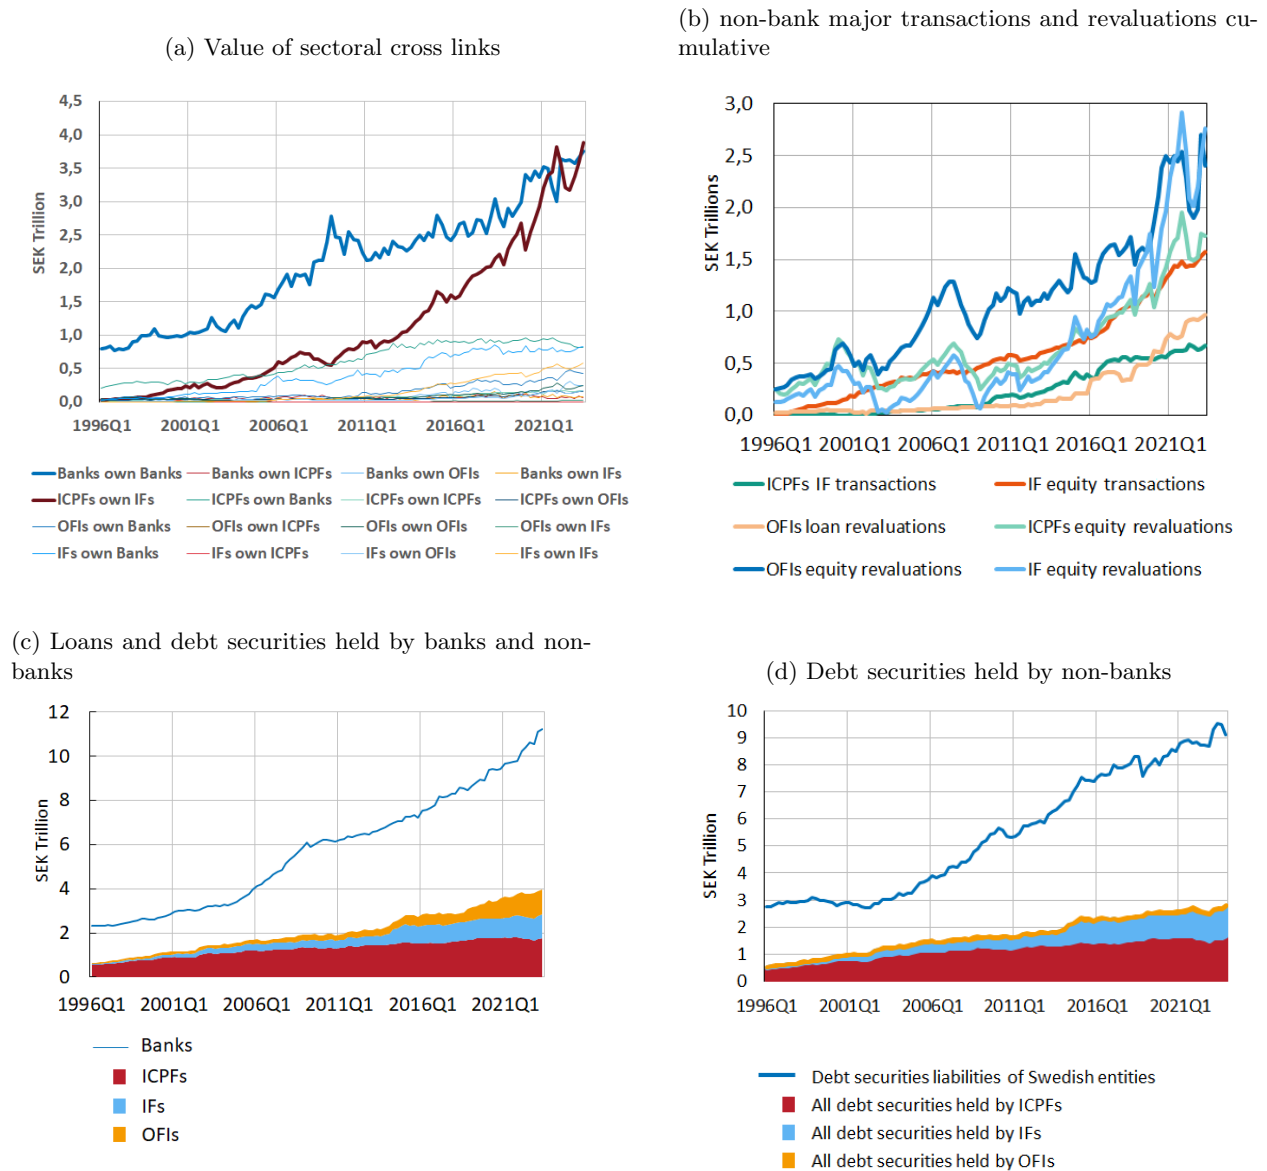 (a) Value of sectoral cross links
4,5
4,0
3,5
3,0
2,5
2,0
1,5
1,0
0,5
0,0
SEK Trillion
1996Q1 2001Q1 2006Q1 2011Q1 2016Q1 2021Q1
Banks own Banks Banks own ICPFs Banks own OFIs Banks own IFs
ICPFs own IFs ICPFs own Banks ICPFs own ICPFs ICPFs own OFIs
OFIs own Banks OFIs own ICPFs OFIs own OFIs OFIs own IFs
IFs own Banks IFs own ICPFs IFs own OFIs IFs own IFs
(b) non-bank major transactions and revaluations cu-
mulative
3,0
2,5
2,0
1,5
1,0
0,5
0,0
SEK Trillions
1996Q1 2001Q1 2006Q1 2011Q1 2016Q1 2021Q1
ICPFs IF transactions IF equity transactions
OFIs loan revaluations ICPFs equity revaluations
OFIs equity revaluations IF equity revaluations
(c) Loans and debt securities held by banks and non-
banks
12
10
8
6
4
2
0
SEK Trillion
1996Q1 2001Q1 2006Q1 2011Q1 2016Q1 2021Q1
Banks
ICPFs
IFs
OFIs
(d) Debt securities held by non-banks
10
9
8
7
6
5
4
3
2
1
0
SEK Trillion
1996Q1 2001Q1 2006Q1 2011Q1 2016Q1 2021Q1
Debt securities liabilities of Swedish entities
All debt securities held by ICPFs
All debt securities held by IFs
All debt securities held by OFIs